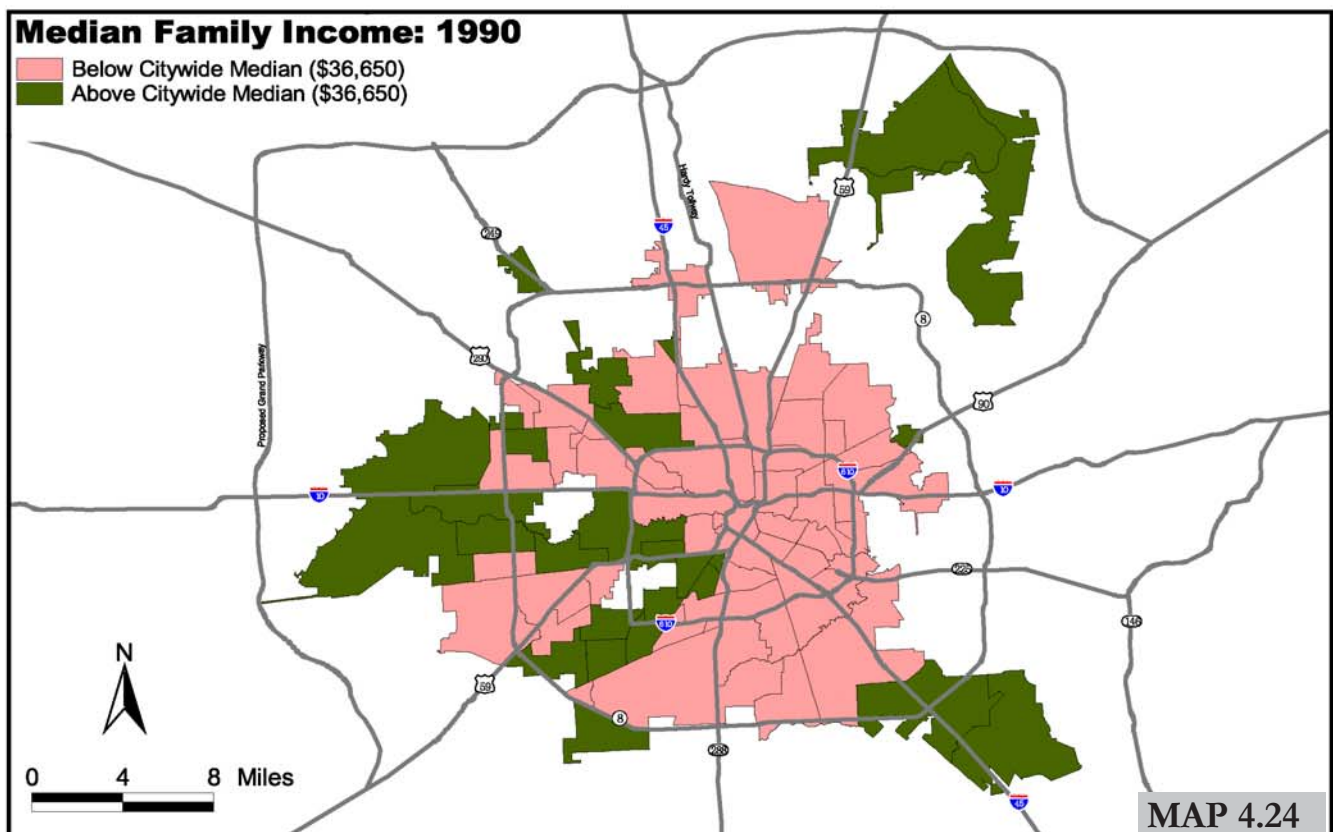 Median Family Income: 1990
Below Citywide Median ($36,650)
Above Citywide Median ($36,650)
Hardy Tollway
59
45
249
8
290
Proposed Grand Parkway
90
610
10
10
225
146
610
N
59
8
288
0 4 8 Miles
45
MAP 4.24